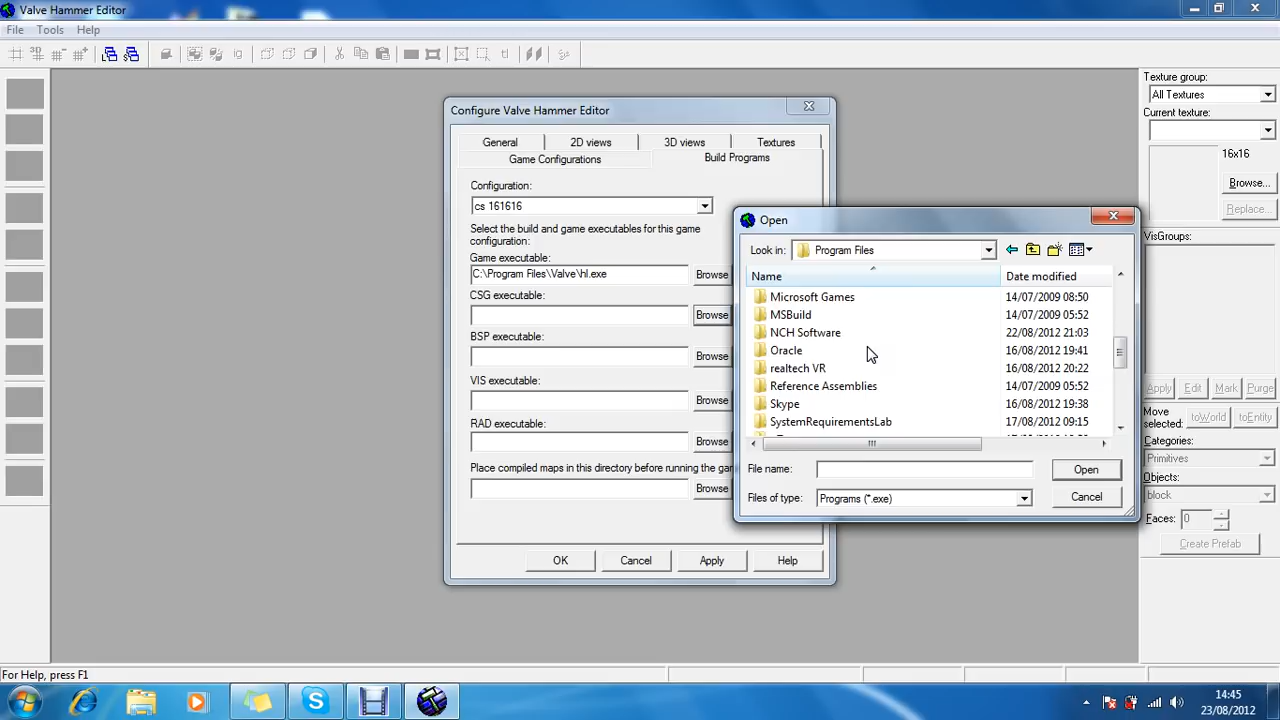 Valve Hammer Editor
File Tools Help
Texture group:
All Textures
Current texture:
16x16
Browse...
Replace...
VisGroups:
Apply Edit Mark Purge
Move selected: toWorld toEntity
Categories:
Primitives
Objects:
block
Faces: 0
Create Prefab
Configure Valve Hammer Editor
General 2D views 3D views Textures
Game Configurations Build Programs
Configuration:
cs 161616
Select the build and game executables for this game
configuration:
Game executable:
C:\Program Files\Valve\hl.exe Browse
CSG executable:
Browse
BSP executable:
Browse
VIS executable:
Browse
RAD executable:
Browse
Place compiled maps in this directory before running the gam
Browse
OK Cancel Apply Help
Open
Look in: Program Files
Name Date modified
Microsoft Games 14/07/2009 08:50
MSBuild 14/07/2009 05:52
NCH Software 22/08/2012 21:03
Oracle 16/08/2012 19:41
realtech VR 16/08/2012 20:22
Reference Assemblies 14/07/2009 05:52
Skype 16/08/2012 19:38
SystemRequirementsLab 17/08/2012 09:15
File name: Open
Files of type: Programs (*.exe) Cancel
For Help, press F1
14:45
23/08/2012